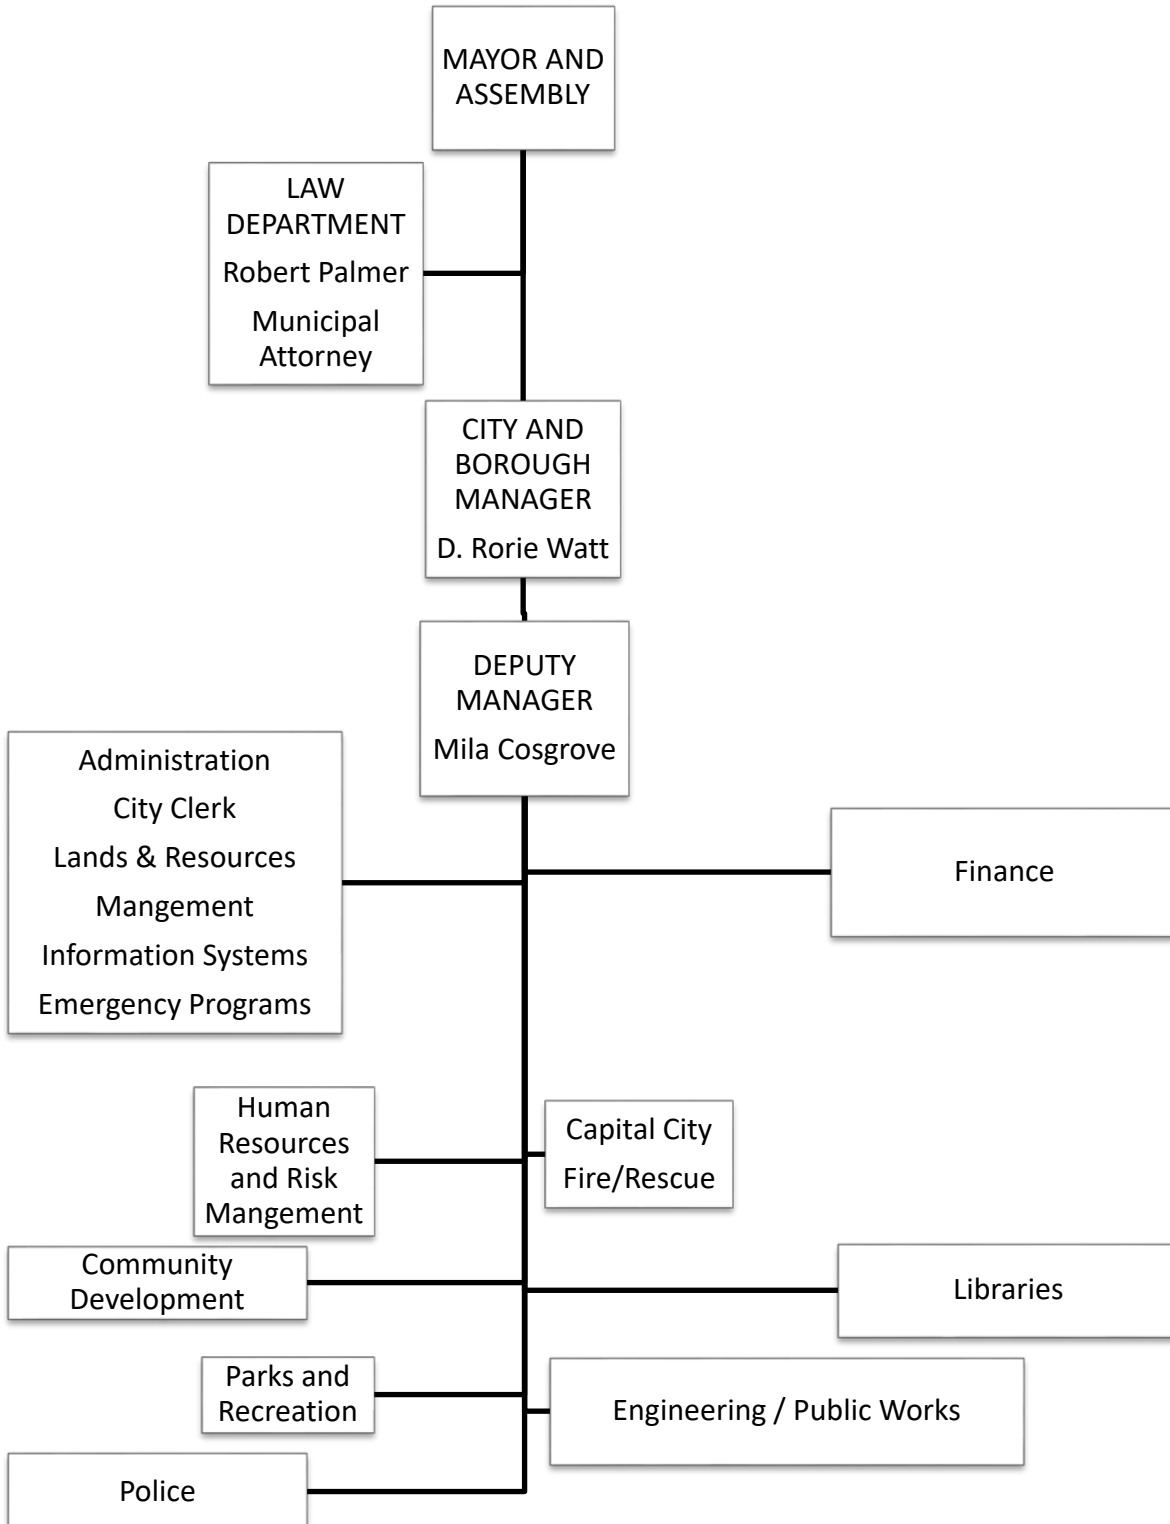 MAYOR AND
ASSEMBLY
LAW
DEPARTMENT
Robert Palmer
Municipal
Attorney
CITY AND
BOROUGH
MANAGER
D. Rorie Watt
DEPUTY
MANAGER
Mila Cosgrove
Administration
City Clerk
Lands & Resources
Mangement
Information Systems
Emergency Programs
Finance
Human
Resources
and Risk
Mangement
Capital City
Fire/Rescue
Community
Development
Libraries
Parks and
Recreation
Engineering / Public Works
Police